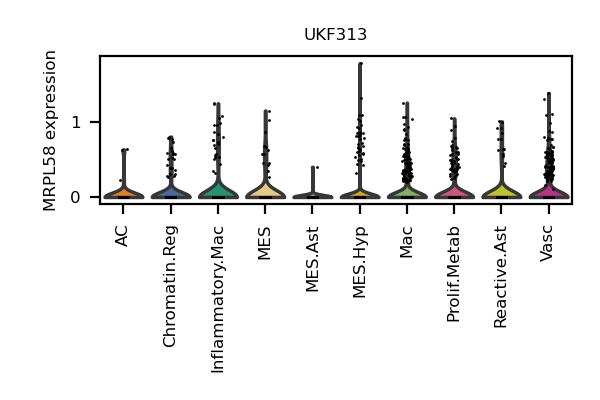 UKF313
MRPL58 expression
1
0
AC
Chromatin.Reg
Inflammatory.Mac
MES
MES.Ast
MES.Hyp
Mac
Prolif.Metab
Reactive.Ast
Vasc